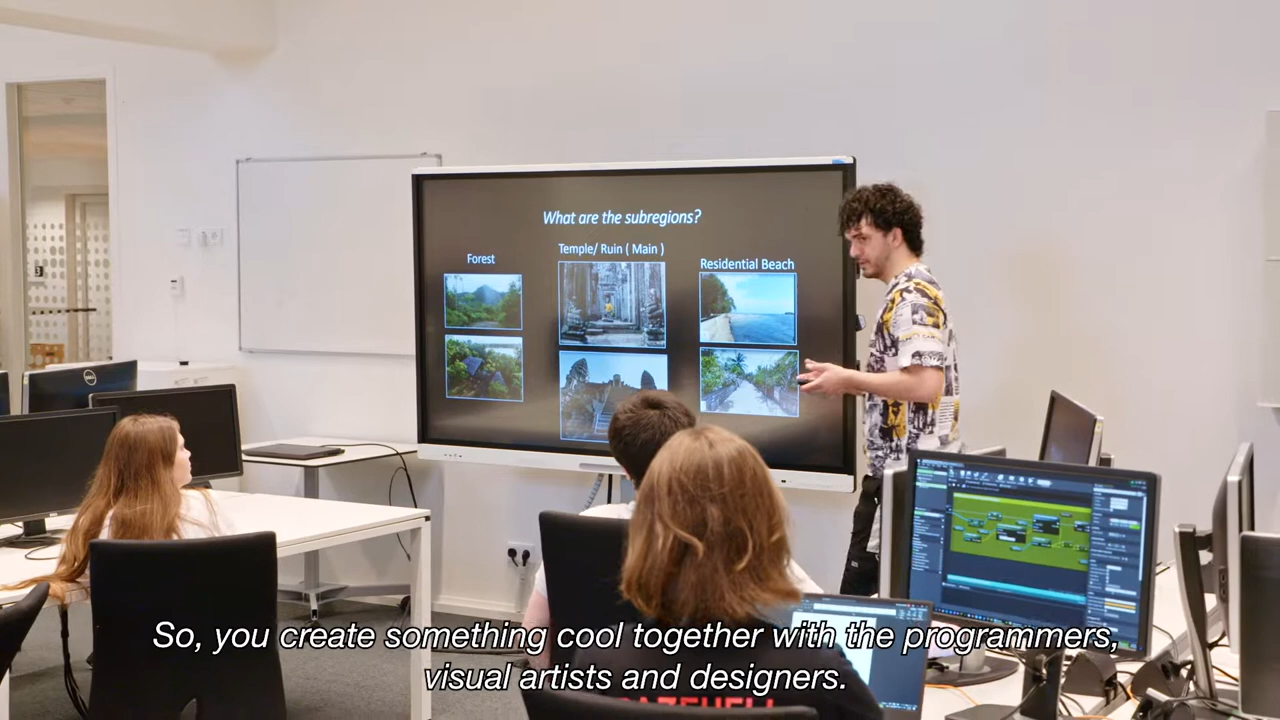 What are the subregions?
Forest
Temple/ Ruin ( Main )
Residential Beach
DELL
So, you create something cool together with the programmers,
visual artists and designers.